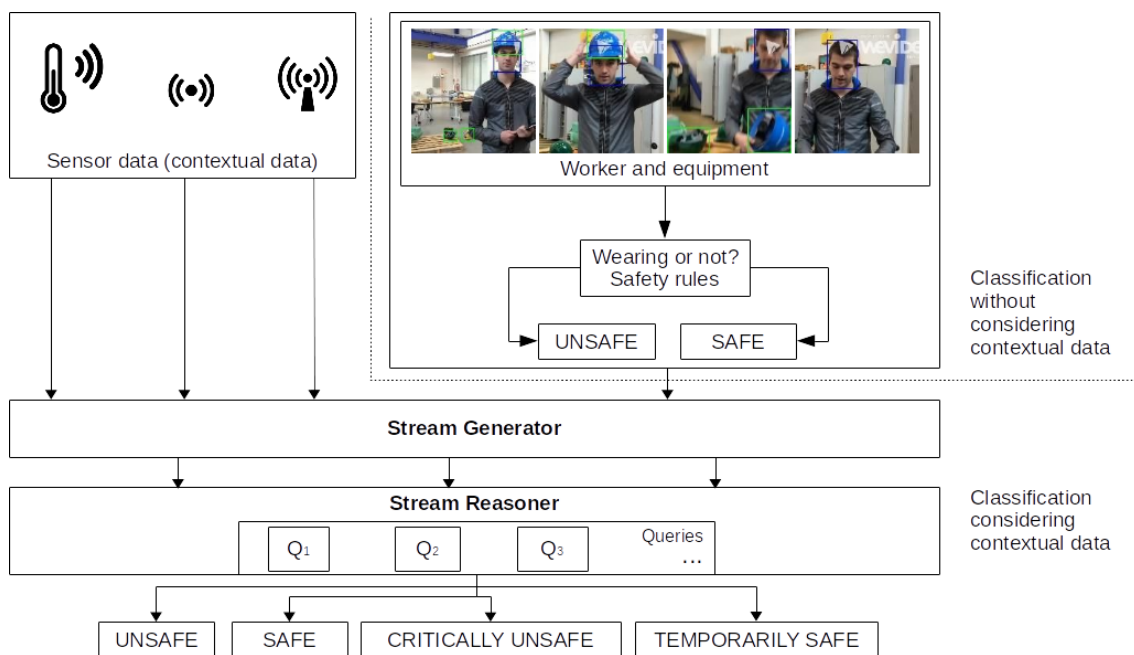 Sensor data (contextual data)
Worker and equipment
Wearing or not?
Safety rules
UNSAFE
SAFE
Classification
without
considering
contextual data
Stream Generator
Stream Reasoner
Q1
Q2
Q3
Queries
...
Classification
considering
contextual data
UNSAFE
SAFE
CRITICALLY UNSAFE
TEMPORARILY SAFE